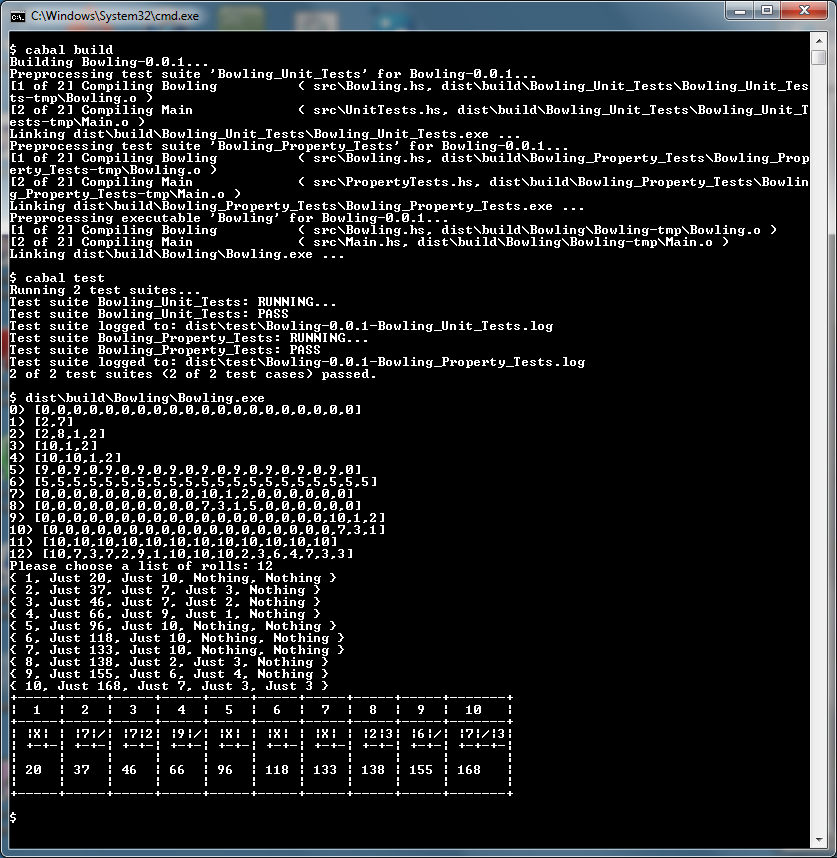 C:\Windows\System32\cmd.exe
$ cabal build
Building Bowling-0.0.1...
Preprocessing test suite 'Bowling_Unit_Tests' for Bowling-0.0.1...
[1 of 2] Compiling Bowling          ( src\Bowling.hs, dist\build\Bowling_Unit_Tests\Bowling_Unit_Tes
ts-tmp\Bowling.o )
[2 of 2] Compiling Main             ( src\UnitTests.hs, dist\build\Bowling_Unit_Tests\Bowling_Unit_T
ests-tmp\Main.o )
Linking dist\build\Bowling_Unit_Tests\Bowling_Unit_Tests.exe ...
Preprocessing test suite 'Bowling_Property_Tests' for Bowling-0.0.1...
[1 of 2] Compiling Bowling          ( src\Bowling.hs, dist\build\Bowling_Property_Tests\Bowling_Prop
erty_Tests-tmp\Bowling.o )
[2 of 2] Compiling Main             ( src\PropertyTests.hs, dist\build\Bowling_Property_Tests\Bowlin
g_Property_Tests-tmp\Main.o )
Linking dist\build\Bowling_Property_Tests\Bowling_Property_Tests.exe ...
Preprocessing executable 'Bowling' for Bowling-0.0.1...
[1 of 2] Compiling Bowling          ( src\Bowling.hs, dist\build\Bowling\Bowling-tmp\Bowling.o )
[2 of 2] Compiling Main             ( src\Main.hs, dist\build\Bowling\Bowling-tmp\Main.o )
Linking dist\build\Bowling\Bowling.exe ...
$ cabal test
Running 2 test suites...
Test suite Bowling_Unit_Tests: RUNNING...
Test suite Bowling_Unit_Tests: PASS
Test suite logged to: dist\test\Bowling-0.0.1-Bowling_Unit_Tests.log
Test suite Bowling_Property_Tests: RUNNING...
Test suite Bowling_Property_Tests: PASS
Test suite logged to: dist\test\Bowling-0.0.1-Bowling_Property_Tests.log
2 of 2 test suites (2 of 2 test cases) passed.
$ dist\build\Bowling\Bowling.exe
0) [0,0,0,0,0,0,0,0,0,0,0,0,0,0,0,0,0,0,0,0]
1) [2,7]
2) [2,8,1,2]
3) [10,1,2]
4) [10,10,1,2]
5) [9,0,9,0,9,0,9,0,9,0,9,0,9,0,9,0,9,0,9,0]
6) [5,5,5,5,5,5,5,5,5,5,5,5,5,5,5,5,5,5,5,5,5]
7) [0,0,0,0,0,0,0,0,0,0,10,1,2,0,0,0,0,0,0]
8) [0,0,0,0,0,0,0,0,0,0,7,3,1,5,0,0,0,0,0,0]
9) [0,0,0,0,0,0,0,0,0,0,0,0,0,0,0,0,0,0,10,1,2]
10) [0,0,0,0,0,0,0,0,0,0,0,0,0,0,0,0,0,0,7,3,1]
11) [10,10,10,10,10,10,10,10,10,10,10,10]
12) [10,7,3,7,2,9,1,10,10,10,2,3,6,4,7,3,3]
Please choose a list of rolls: 12
{ 1, Just 20, Just 10, Nothing, Nothing }
{ 2, Just 37, Just 7, Just 3, Nothing }
{ 3, Just 46, Just 7, Just 2, Nothing }
{ 4, Just 66, Just 9, Just 1, Nothing }
{ 5, Just 96, Just 10, Nothing, Nothing }
{ 6, Just 118, Just 10, Nothing, Nothing }
{ 7, Just 133, Just 10, Nothing, Nothing }
{ 8, Just 138, Just 2, Just 3, Nothing }
{ 9, Just 155, Just 6, Just 4, Nothing }
{ 10, Just 168, Just 7, Just 3, Just 3 }
+-----+-----+-----+-----+-----+-----+-----+-----+-----+-------+
|  1  |  2  |  3  |  4  |  5  |  6  |  7  |  8  |  9  |  10   |
+-----+-----+-----+-----+-----+-----+-----+-----+-----+-------+
| |X| | |7|/| |7|2| |9|/| |X| | |X| | |X| | |2|3| |6|/| |7|/|3|
| +-+-| +-+-| +-+-| +-+-| +-+-| +-+-| +-+-| +-+-| +-+-| +-+-+-|
| 20  | 37  | 46  | 66  | 96  | 118 | 133 | 138 | 155 | 168   |
+-----+-----+-----+-----+-----+-----+-----+-----+-----+-------+
$